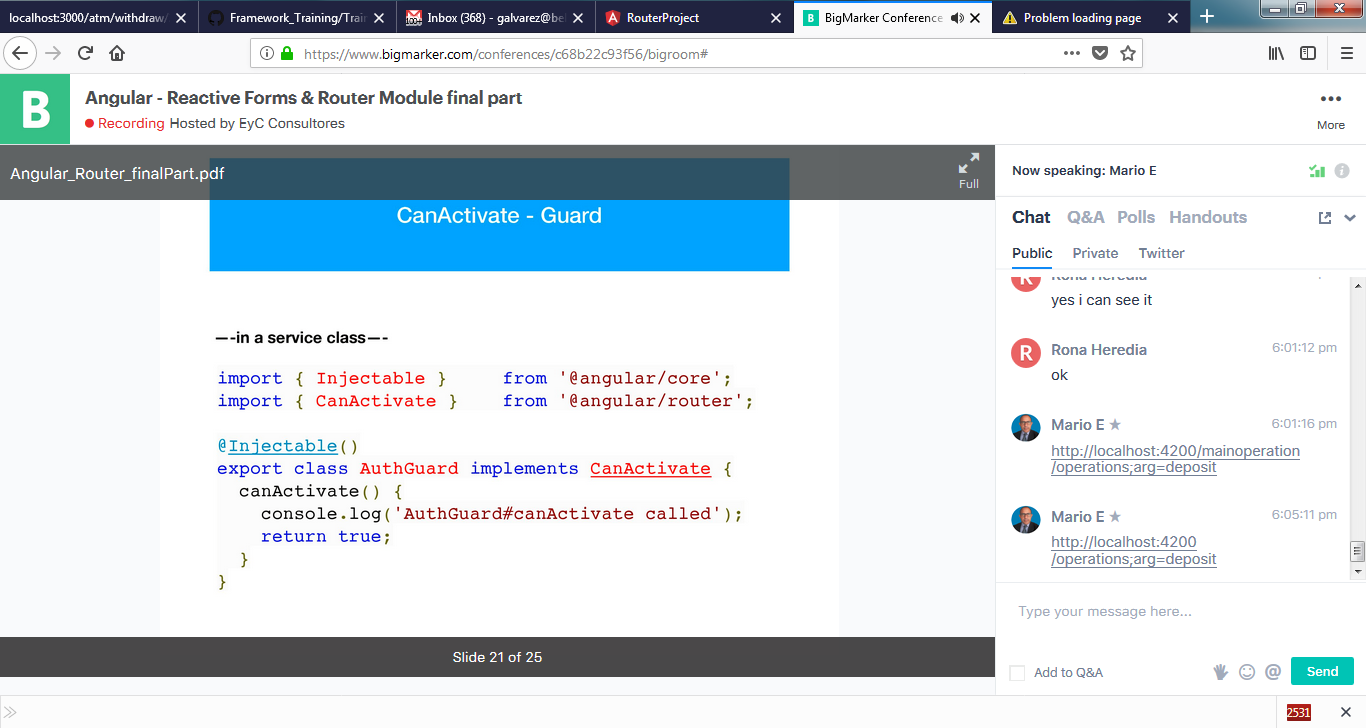 localhost:3000/atm/withdraw/
Framework_Training/Train
100+
Inbox (368) - galvarez@be
RouterProject
BigMarker Conference
Problem loading page
https://www.bigmarker.com/conferences/c68b22c93f56/bigroom#
B
Angular - Reactive Forms & Router Module final part
Recording Hosted by EyC Consultores
More
Angular_Router_finalPart.pdf
Full
CanActivate - Guard
—-in a service class—-
import { Injectable } from '@angular/core';
import { CanActivate } from '@angular/router';
@Injectable()
export class AuthGuard implements CanActivate {
canActivate() {
console.log('AuthGuard#canActivate called');
return true;
}
}
Slide 21 of 25
Now speaking: Mario E
Chat Q&A Polls Handouts
Public Private Twitter
R Rona Heredia
yes i can see it
R Rona Heredia 6:01:12 pm
ok
Mario E 6:01:16 pm
http://localhost:4200/mainoperation
/operations;arg=deposit
Mario E 6:05:11 pm
http://localhost:4200
/operations;arg=deposit
Type your message here...
Add to Q&A
@
Send
2531